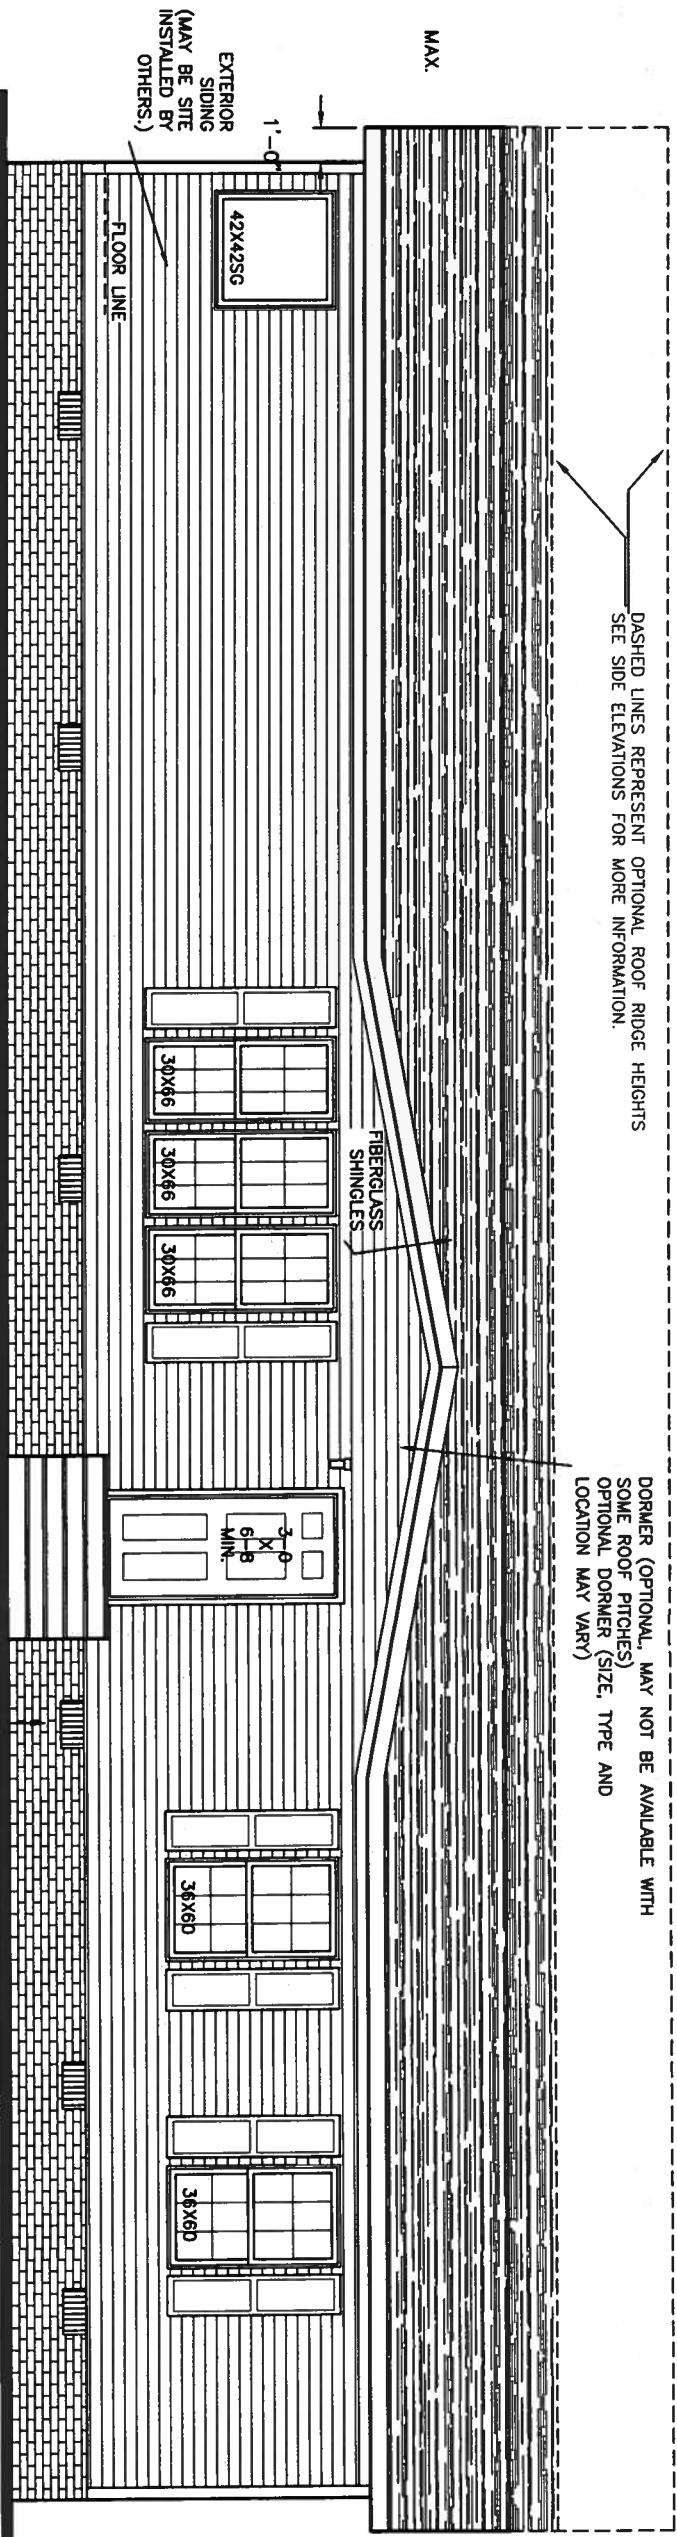 DASHED LINES REPRESENT OPTIONAL ROOF RIDGE HEIGHTS
SEE SIDE ELEVATIONS FOR MORE INFORMATION.
DORMER (OPTIONAL, MAY NOT BE AVAILABLE WITH
SOME ROOF PITCHES)
OPTIONAL DORMER (SIZE, TYPE AND
LOCATION MAY VARY)
MAX.
1'-0"
FIBERGLASS
SHINGLES
EXTERIOR
SIDING
(MAY BE SITE
INSTALLED BY
OTHERS.)
42X42SG
FLOOR LINE
30X66
30X66
30X66
3-0
X
6-8
MIN.
36X60
36X60